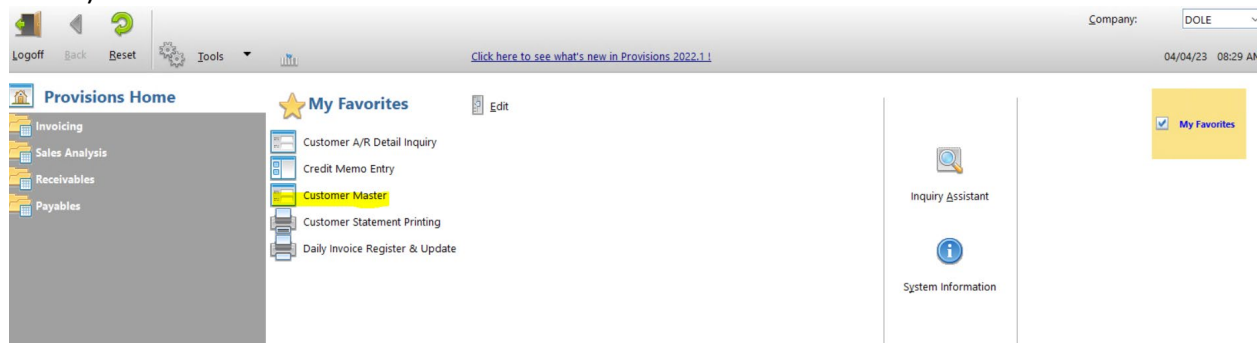 Company: DOLE
Logoff Back Reset Tools Click here to see what's new in Provisions 2022.1 ! 04/04/23 08:29 AM
Provisions Home
Invoicing
Sales Analysis
Receivables
Payables
My Favorites Edit
Customer A/R Detail Inquiry
Credit Memo Entry
Customer Master
Customer Statement Printing
Daily Invoice Register & Update
Inquiry Assistant
System Information
My Favorites